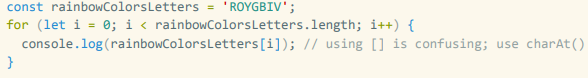 const rainbowColorsLetters = 'ROYGBIV';
for (let i = 0; i < rainbowColorsLetters.length; i++) {
  console.log(rainbowColorsLetters[i]); // using [] is confusing; use charAt()
}